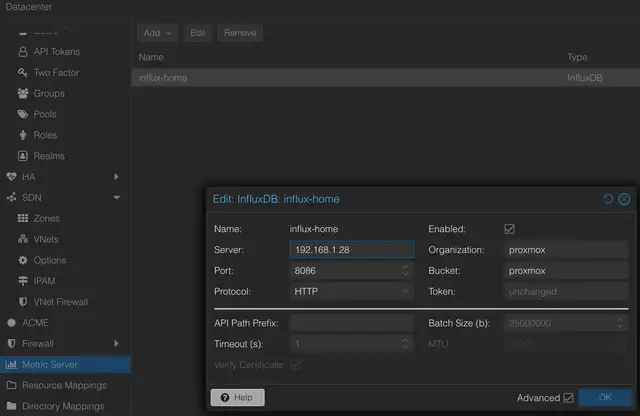 Datacenter
Users
API Tokens
Two Factor
Groups
Pools
Roles
Realms
HA
SDN
Zones
VNets
Options
IPAM
VNet Firewall
ACME
Firewall
Metric Server
Resource Mappings
Directory Mappings
Add Edit Remove
Name Type
influx-home InfluxDB
Edit: InfluxDB: influx-home
Name: influx-home Enabled:
Server: 192.168.1.28 Organization: proxmox
Port: 8086 Bucket: proxmox
Protocol: HTTP Token: unchanged
API Path Prefix: Batch Size (b): 25000000
Timeout (s): 1 MTU: 1500
Verify Certificate:
Help Advanced OK